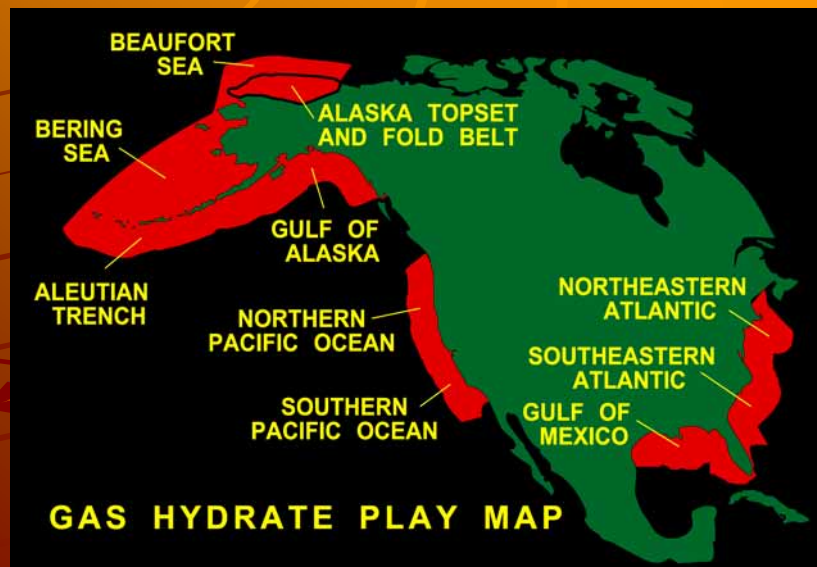 BEAUFORT
SEA
ALASKA TOPSET
AND FOLD BELT
BERING
SEA
GULF OF
ALASKA
ALEUTIAN
TRENCH
NORTHERN
PACIFIC OCEAN
SOUTHERN
PACIFIC OCEAN
NORTHEASTERN
ATLANTIC
SOUTHEASTERN
ATLANTIC
GULF OF
MEXICO
GAS HYDRATE PLAY MAP